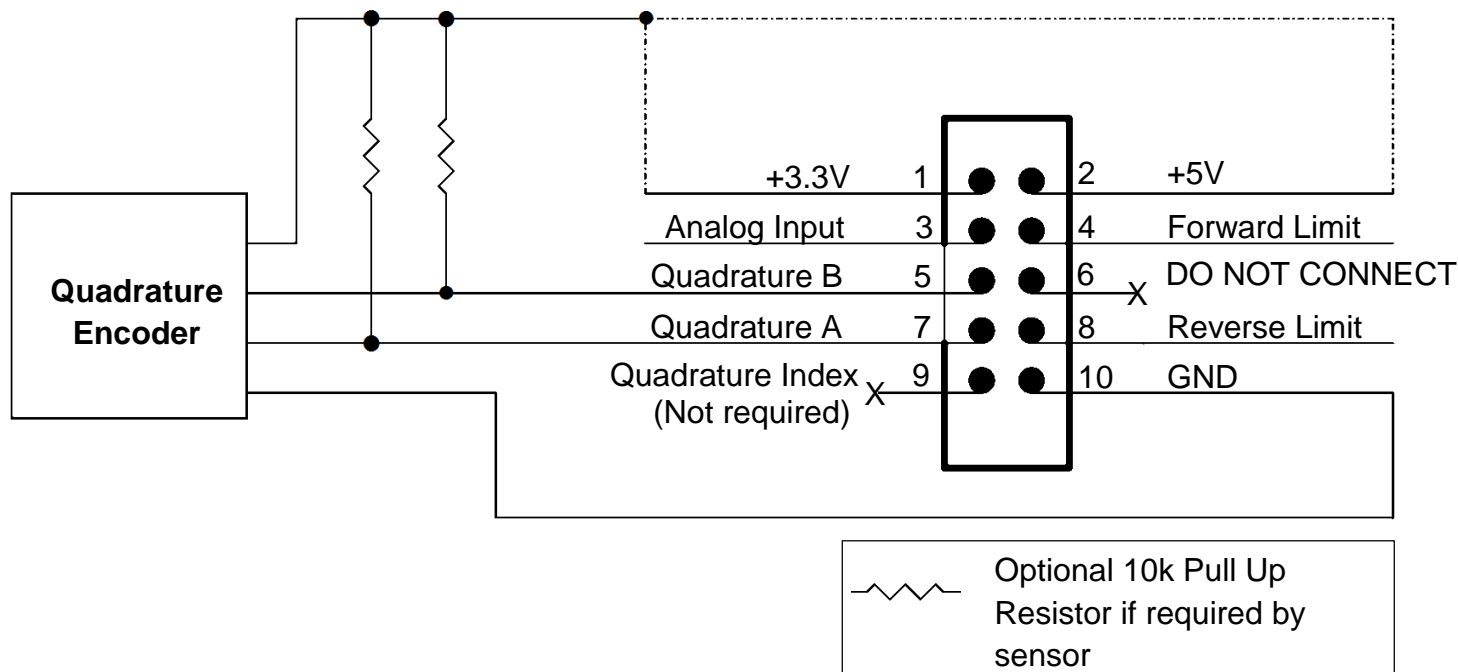 +3.3V 1 2 +5V
Analog Input 3 4 Forward Limit
Quadrature B 5 6 X DO NOT CONNECT
Quadrature A 7 8 Reverse Limit
Quadrature Index X 9 10 GND
(Not required)
Quadrature
Encoder
Optional 10k Pull Up
Resistor if required by
sensor